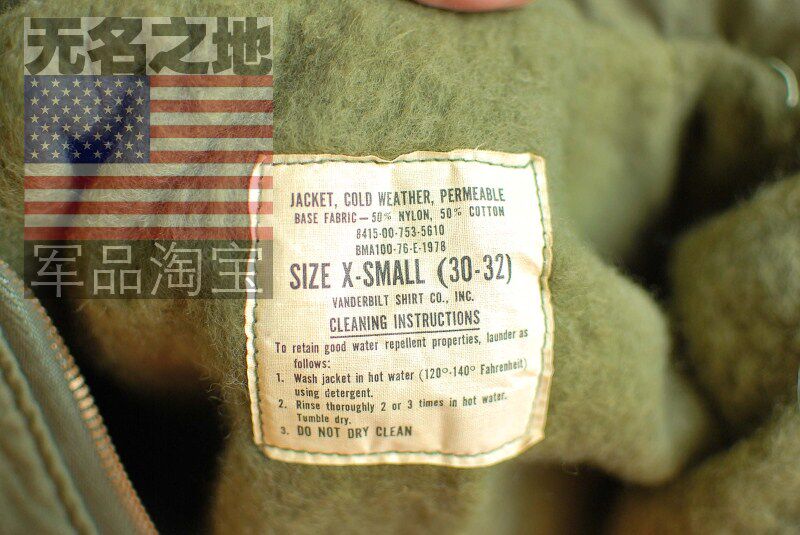 无名之地
军品淘宝
JACKET, COLD WEATHER, PERMEABLE
BASE FABRIC—50% NYLON, 50% COTTON
8415-00-753-5610
BMA100-76-E-1978
SIZE X-SMALL (30-32)
VANDERBILT SHIRT CO., INC.
CLEANING INSTRUCTIONS
To retain good water repellent properties, launder as
follows:
1. Wash jacket in hot water (120°-140° Fahrenheit)
using detergent.
2. Rinse thoroughly 2 or 3 times in hot water.
Tumble dry.
3. DO NOT DRY CLEAN